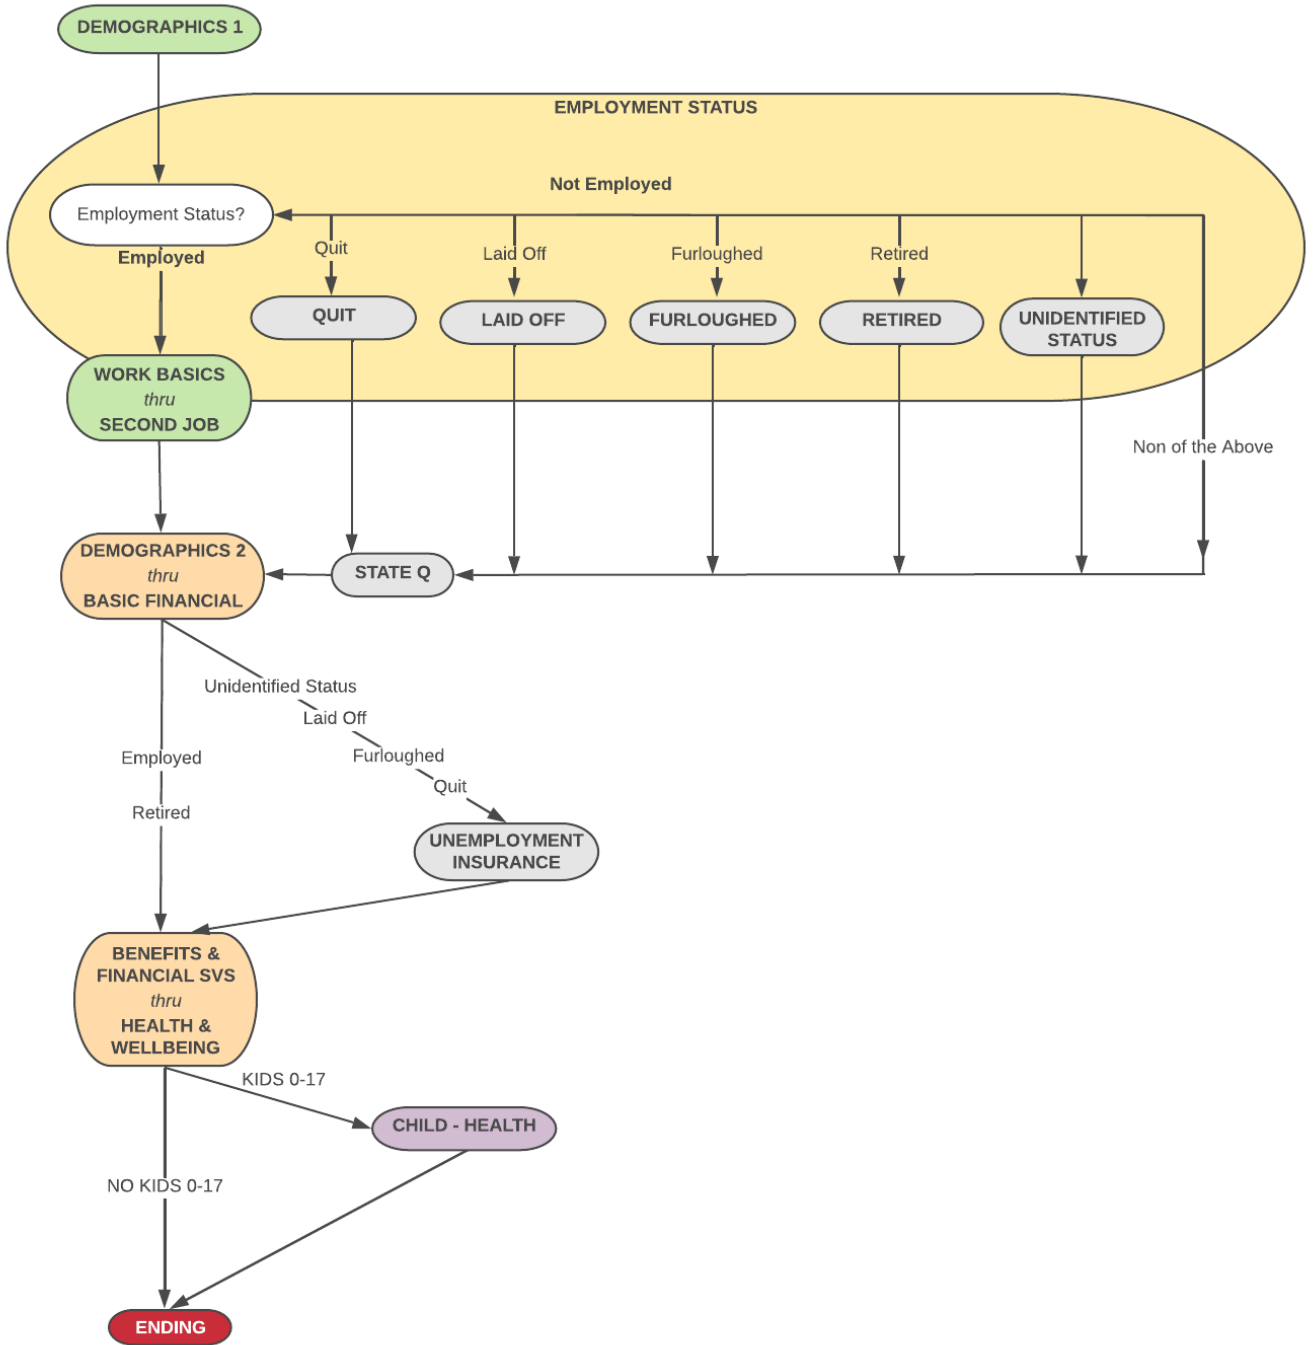 DEMOGRAPHICS 1
EMPLOYMENT STATUS
Not Employed
Employment Status?
Employed
Quit
Laid Off
Furloughed
Retired
QUIT
LAID OFF
FURLOUGHED
RETIRED
UNIDENTIFIED
STATUS
WORK BASICS
thru
SECOND JOB
Non of the Above
DEMOGRAPHICS 2
thru
BASIC FINANCIAL
STATE Q
Unidentified Status
Laid Off
Furloughed
Quit
Employed
Retired
UNEMPLOYMENT
INSURANCE
BENEFITS &
FINANCIAL SVS
thru
HEALTH &
WELLBEING
KIDS 0-17
CHILD - HEALTH
NO KIDS 0-17
ENDING